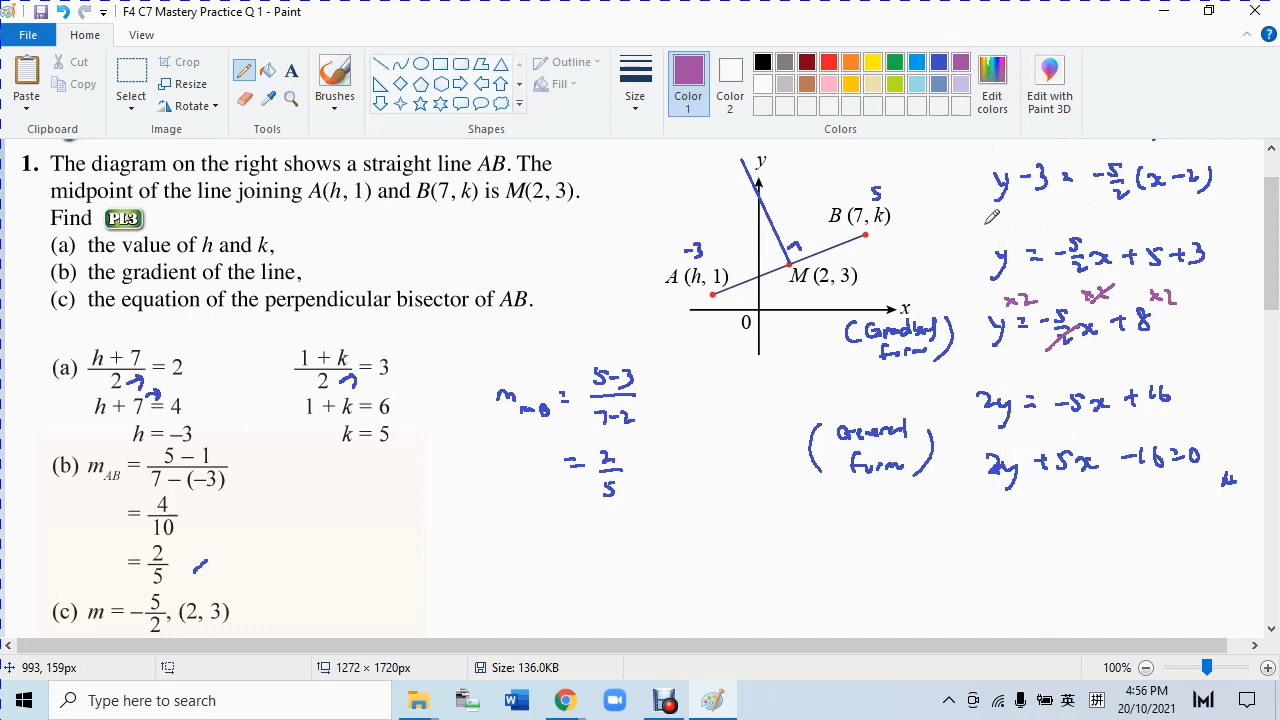 F4 C7 Mastery Practice Q 1 - Paint
File
Home
View
Paste
Cut
Copy
Clipboard
Select
Crop
Resize
Rotate
Image
A
Tools
Brushes
Shapes
Outline
Fill
Size
Color 1
Color 2
Colors
Edit colors
Edit with Paint 3D
1. The diagram on the right shows a straight line AB. The
midpoint of the line joining A(h, 1) and B(7, k) is M(2, 3).
Find PL3
(a) the value of h and k,
(b) the gradient of the line,
(c) the equation of the perpendicular bisector of AB.
y
5
B (7, k)
-3
A (h, 1)
M (2, 3)
x
0
(a) (h + 7)/2 = 2
h + 7 = 4
h = –3
(1 + k)/2 = 3
1 + k = 6
k = 5
(b) m_AB = (5 – 1)/(7 – (–3))
= 4/10
= 2/5
(c) m = –5/2, (2, 3)
m_MB = (5-3)/(7-2)
= 2/5
y - 3 = -5/2 (x - 2)
y = -5/2 x + 5 + 3
x2 x2 x2
(Gradient form) y = -5/2 x + 8
2y = -5x + 16
(General form) 2y + 5x - 16 = 0
993, 159px
1272 × 1720px
Size: 136.0KB
100%
Type here to search
英
拼
4:56 PM
20/10/2021